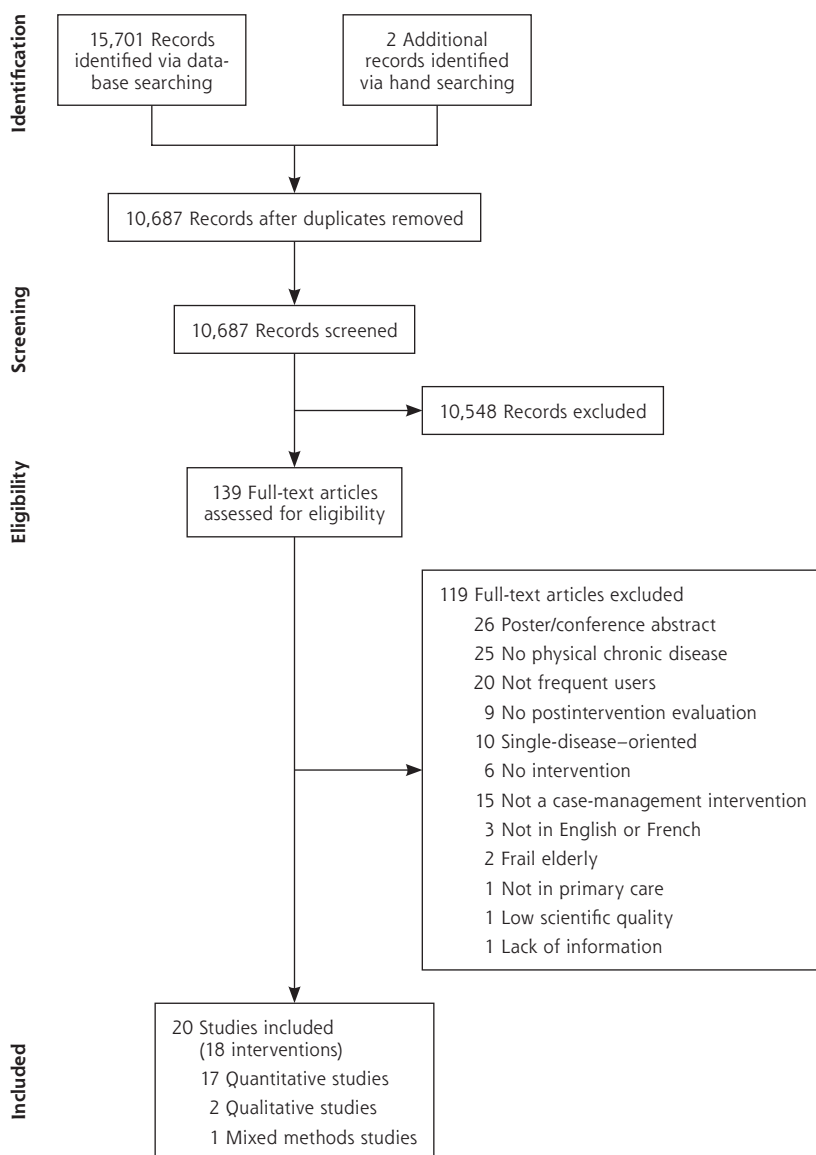 Identification
15,701 Records
identified via data-
base searching
2 Additional
records identified
via hand searching
10,687 Records after duplicates removed
Screening
10,687 Records screened
10,548 Records excluded
Eligibility
139 Full-text articles
assessed for eligibility
119 Full-text articles excluded
26 Poster/conference abstract
25 No physical chronic disease
20 Not frequent users
9 No postintervention evaluation
10 Single-disease–oriented
6 No intervention
15 Not a case-management intervention
3 Not in English or French
2 Frail elderly
1 Not in primary care
1 Low scientific quality
1 Lack of information
Included
20 Studies included
(18 interventions)
17 Quantitative studies
2 Qualitative studies
1 Mixed methods studies